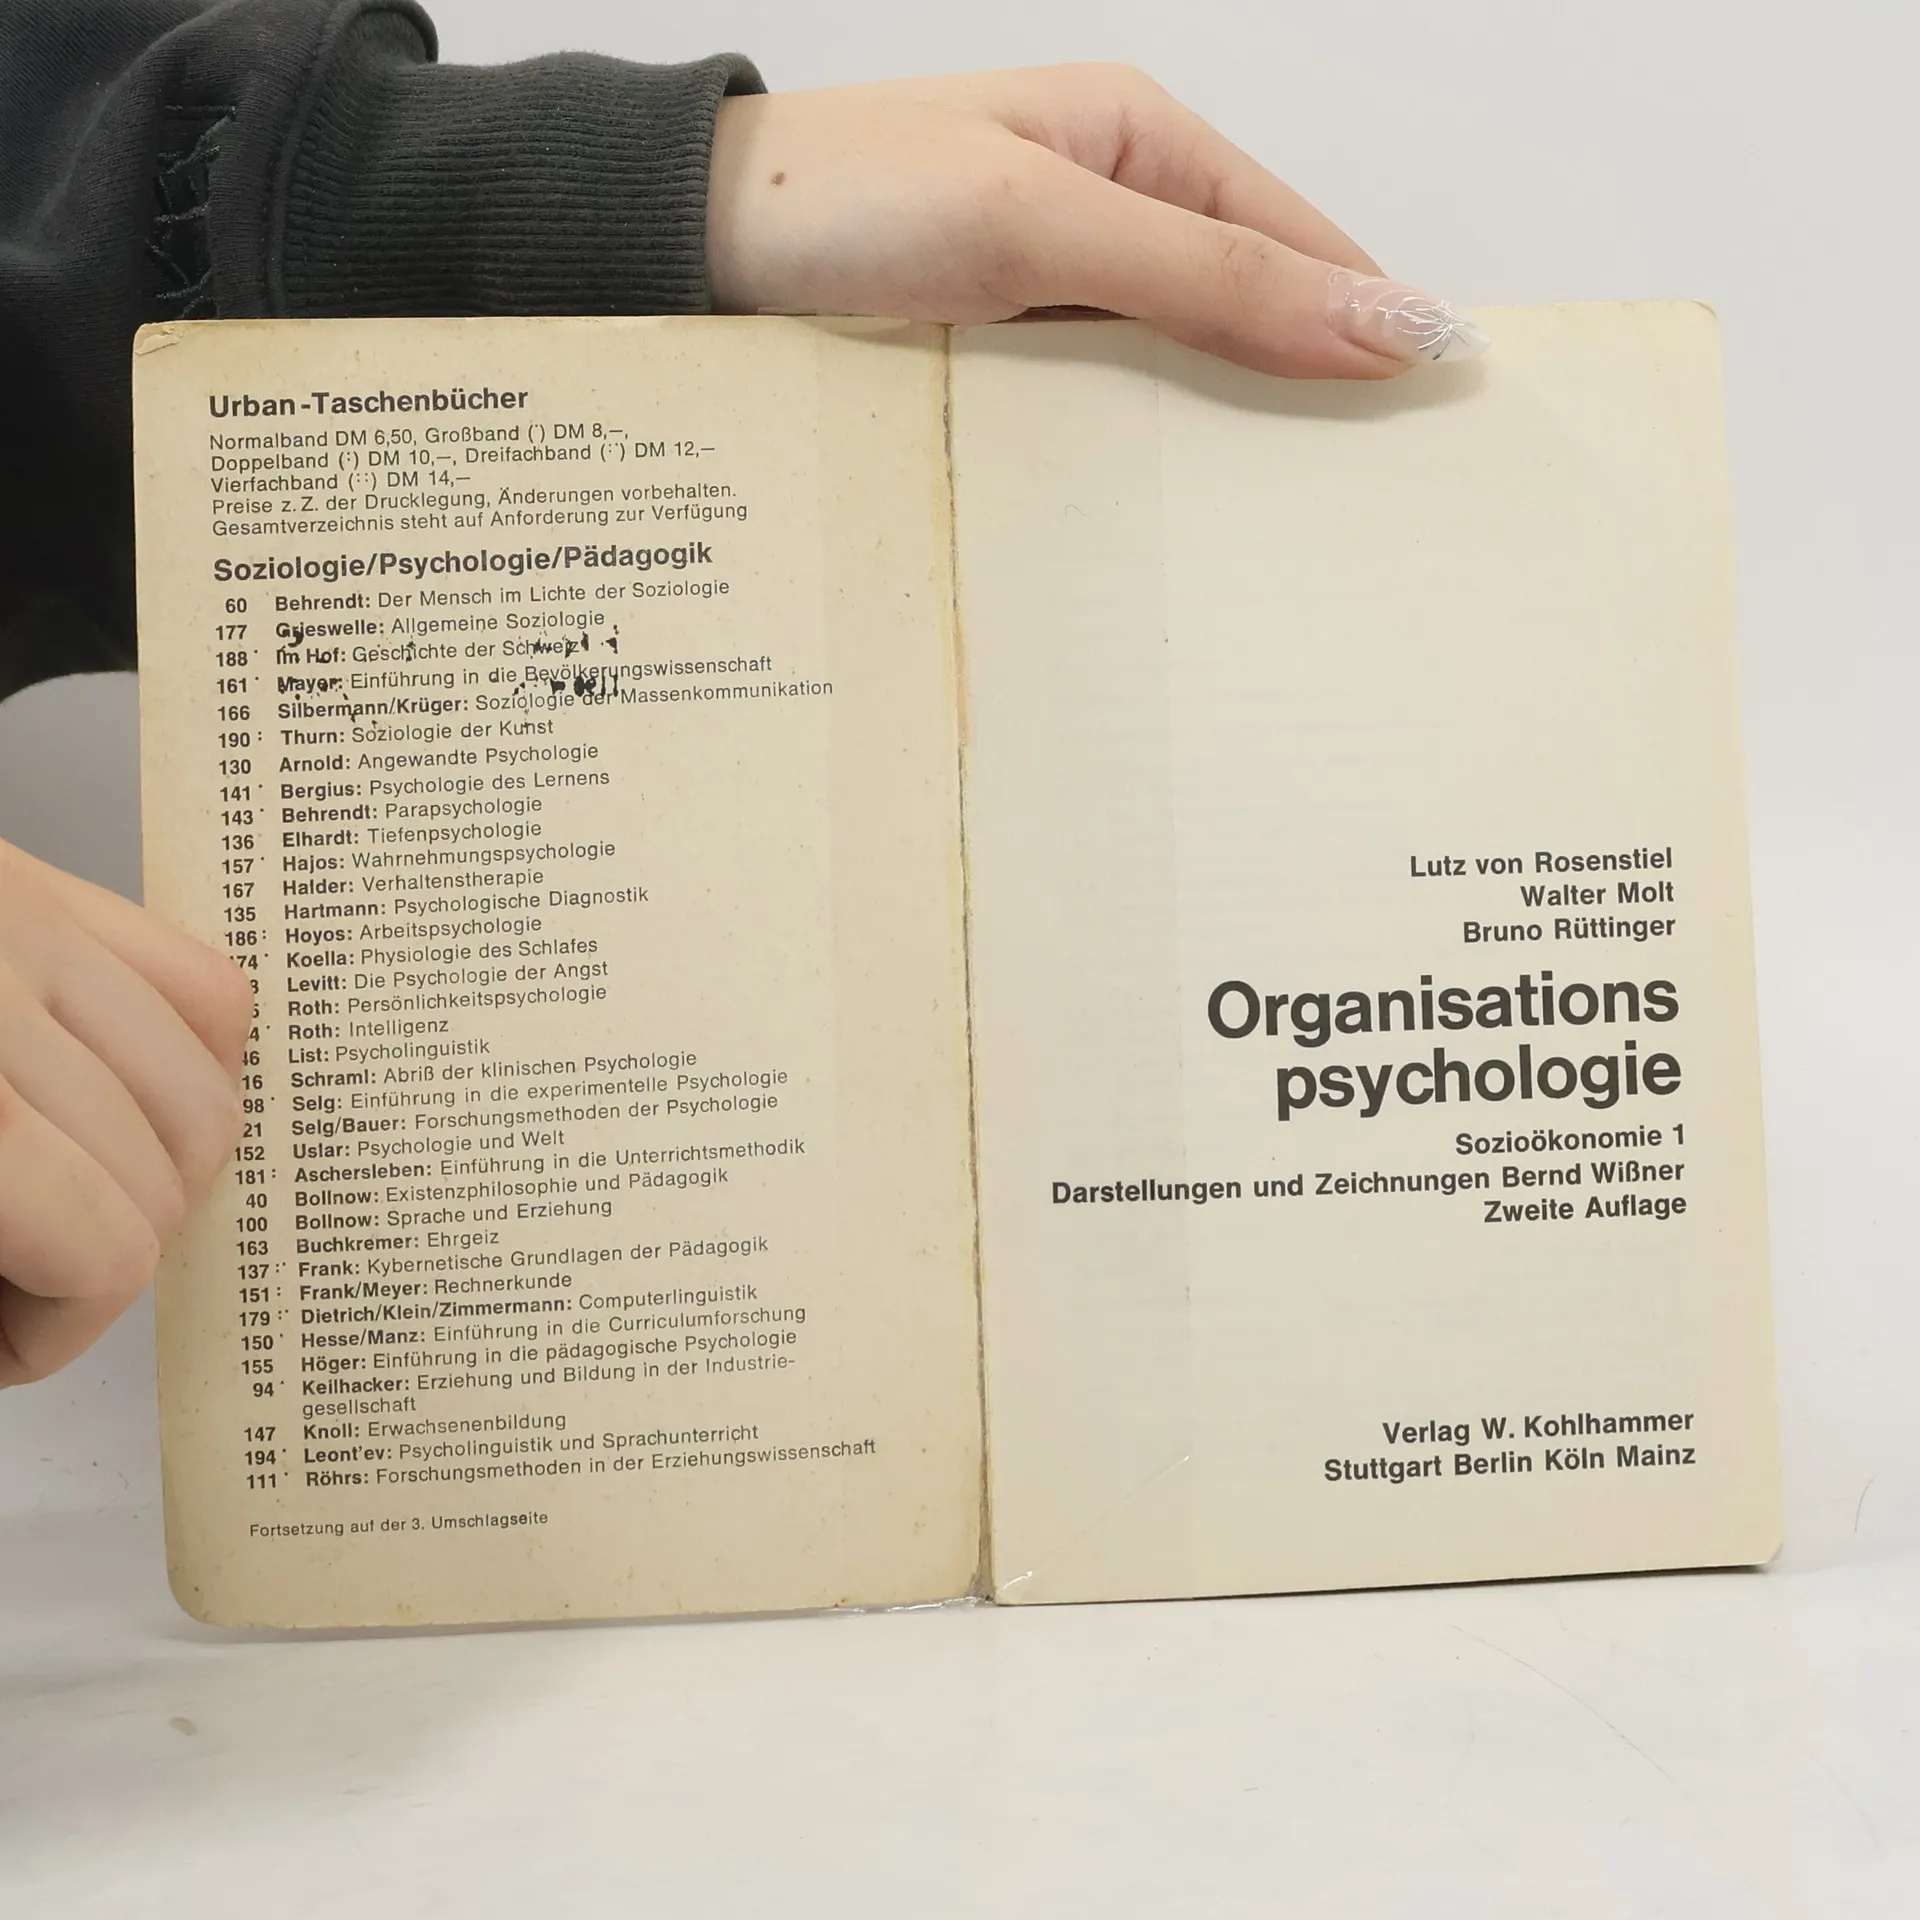 Urban-Taschenbücher
Normalband DM 6,50, Großband (·) DM 8,—,
Doppelband (:) DM 10,—, Dreifachband (:·) DM 12,—
Vierfachband (::) DM 14,—
Preise z. Z. der Drucklegung, Änderungen vorbehalten.
Gesamtverzeichnis steht auf Anforderung zur Verfügung
Soziologie/Psychologie/Pädagogik
60 Behrendt: Der Mensch im Lichte der Soziologie
177 Grieswelle: Allgemeine Soziologie
188· Im Hof: Geschichte der Schweiz
161· Mayer: Einführung in die Bevölkerungswissenschaft
166 Silbermann/Krüger: Soziologie der Massenkommunikation
190: Thurn: Soziologie der Kunst
130 Arnold: Angewandte Psychologie
141· Bergius: Psychologie des Lernens
143· Behrendt: Parapsychologie
136 Elhardt: Tiefenpsychologie
157· Hajos: Wahrnehmungspsychologie
167 Halder: Verhaltenstherapie
135 Hartmann: Psychologische Diagnostik
186: Hoyos: Arbeitspsychologie
74· Koella: Physiologie des Schlafes
Levitt: Die Psychologie der Angst
Roth: Persönlichkeitspsychologie
4· Roth: Intelligenz
46 List: Psycholinguistik
16 Schraml: Abriß der klinischen Psychologie
98· Selg: Einführung in die experimentelle Psychologie
21 Selg/Bauer: Forschungsmethoden der Psychologie
152 Uslar: Psychologie und Welt
181: Aschersleben: Einführung in die Unterrichtsmethodik
40 Bollnow: Existenzphilosophie und Pädagogik
100 Bollnow: Sprache und Erziehung
163 Buchkremer: Ehrgeiz
137:· Frank: Kybernetische Grundlagen der Pädagogik
151: Frank/Meyer: Rechnerkunde
179:· Dietrich/Klein/Zimmermann: Computerlinguistik
150· Hesse/Manz: Einführung in die Curriculumforschung
155 Höger: Einführung in die pädagogische Psychologie
94· Keilhacker: Erziehung und Bildung in der Industrie-
gesellschaft
147 Knoll: Erwachsenenbildung
194· Leont'ev: Psycholinguistik und Sprachunterricht
111· Röhrs: Forschungsmethoden in der Erziehungswissenschaft
Fortsetzung auf der 3. Umschlagseite
Lutz von Rosenstiel
Walter Molt
Bruno Rüttinger
Organisations
psychologie
Sozioökonomie 1
Darstellungen und Zeichnungen Bernd Wißner
Zweite Auflage
Verlag W. Kohlhammer
Stuttgart Berlin Köln Mainz